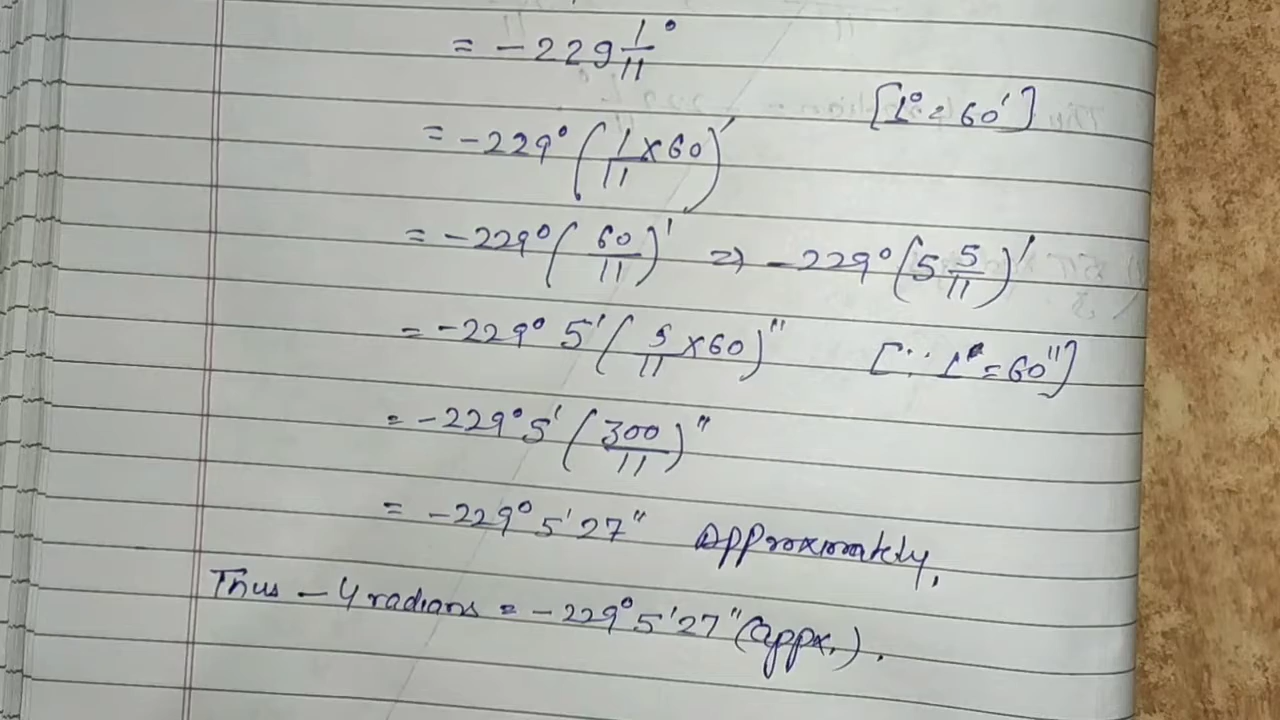 = -229 1/11°
[1° = 60′]
= -229° (1/11 × 60)′
= -229° (60/11)′ ⇒ -229° (5 5/11)′
= -229° 5′ (5/11 × 60)″ [∵ 1′ = 60″]
= -229° 5′ (300/11)″
= -229° 5′ 27″ Approximately,
Thus -4 radians = -229° 5′ 27″ (appx.).